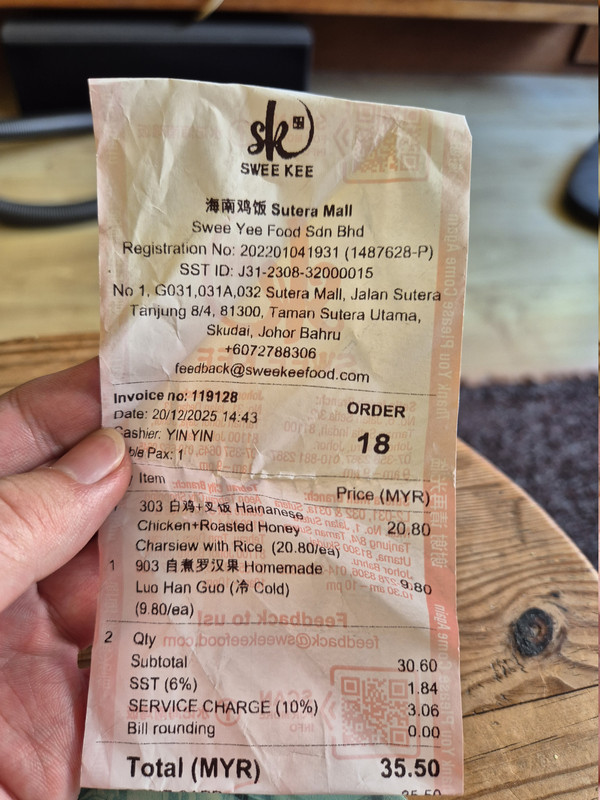 sk
SWEE KEE
海南鸡饭 Sutera Mall
Swee Yee Food Sdn Bhd
Registration No: 202201041931 (1487628-P)
SST ID: J31-2308-32000015
No 1, G031,031A,032 Sutera Mall, Jalan Sutera
Tanjung 8/4, 81300, Taman Sutera Utama,
Skudai, Johor Bahru
+6072788306
feedback@sweekeefood.com
Invoice no: 119128
Date: 20/12/2025 14:43
Cashier: YIN YIN
ble Pax: 1
ORDER
18
Item Price (MYR)
303 白鸡+叉饭 Hainanese
Chicken+Roasted Honey 20.80
Charsiew with Rice (20.80/ea)
1 903 自煮罗汉果 Homemade
Luo Han Guo (冷 Cold) 9.80
(9.80/ea)
2 Qty
Subtotal 30.60
SST (6%) 1.84
SERVICE CHARGE (10%) 3.06
Bill rounding 0.00
Total (MYR) 35.50